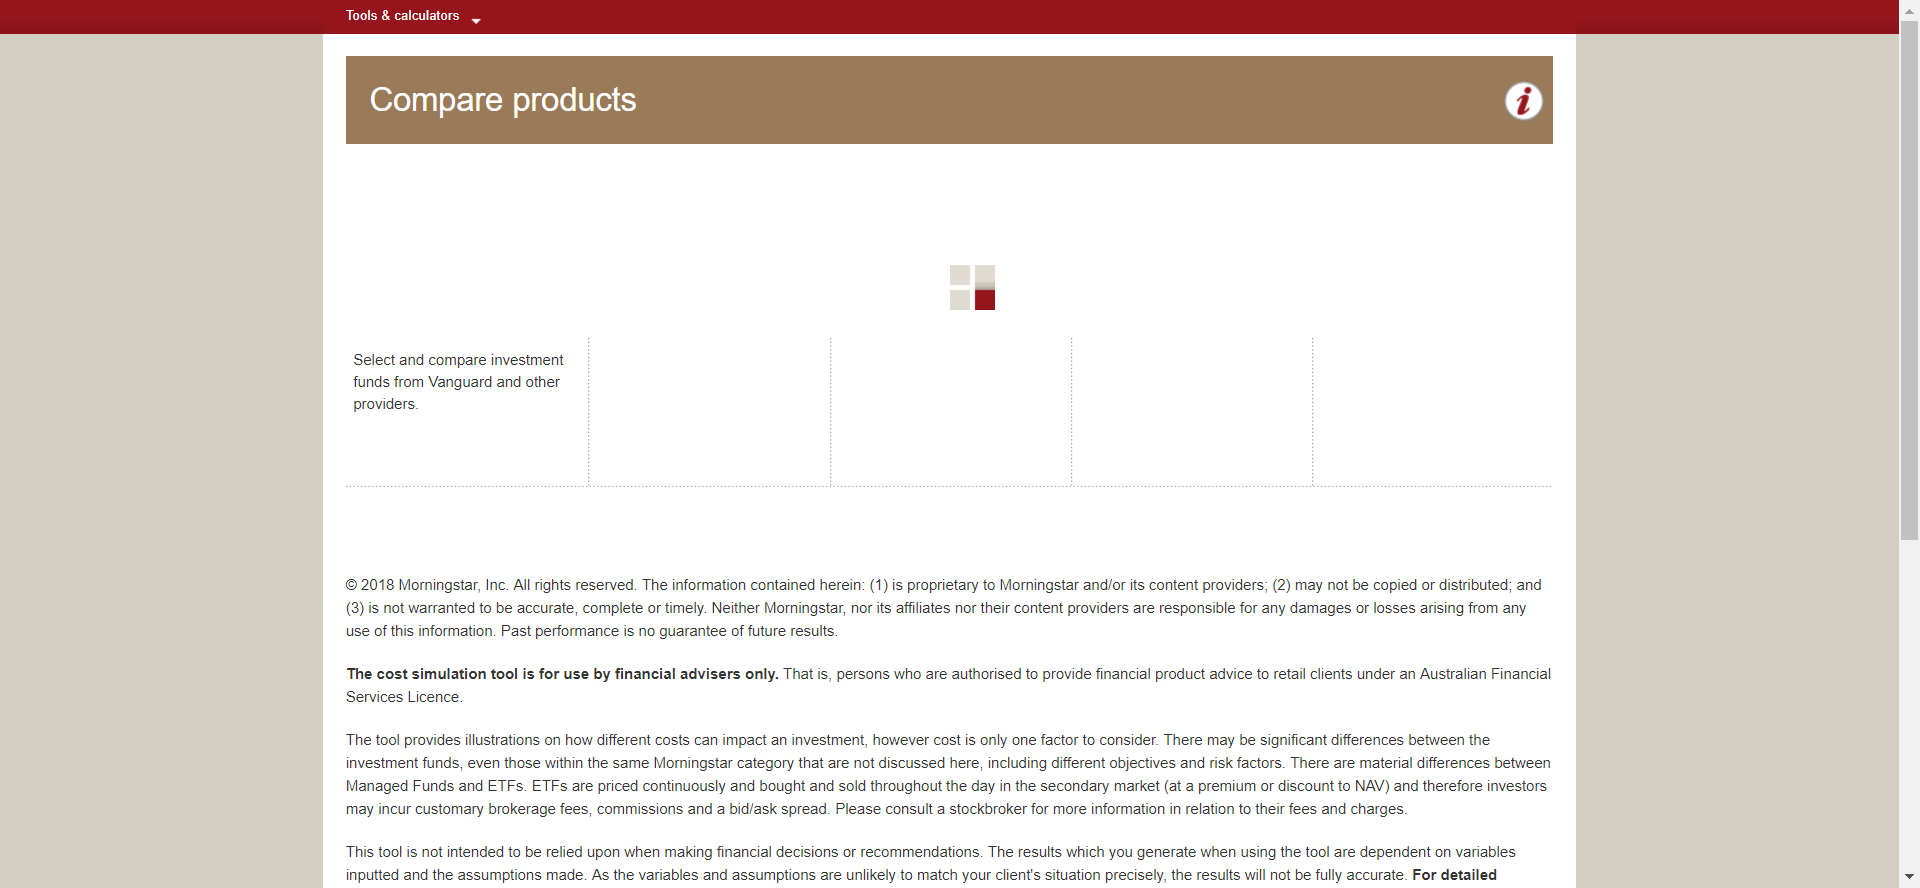 Tools & calculators
Compare products
i
Select and compare investment
funds from Vanguard and other
providers.
© 2018 Morningstar, Inc. All rights reserved. The information contained herein: (1) is proprietary to Morningstar and/or its content providers; (2) may not be copied or distributed; and
(3) is not warranted to be accurate, complete or timely. Neither Morningstar, nor its affiliates nor their content providers are responsible for any damages or losses arising from any
use of this information. Past performance is no guarantee of future results.
The cost simulation tool is for use by financial advisers only. That is, persons who are authorised to provide financial product advice to retail clients under an Australian Financial
Services Licence.
The tool provides illustrations on how different costs can impact an investment, however cost is only one factor to consider. There may be significant differences between the
investment funds, even those within the same Morningstar category that are not discussed here, including different objectives and risk factors. There are material differences between
Managed Funds and ETFs. ETFs are priced continuously and bought and sold throughout the day in the secondary market (at a premium or discount to NAV) and therefore investors
may incur customary brokerage fees, commissions and a bid/ask spread. Please consult a stockbroker for more information in relation to their fees and charges.
This tool is not intended to be relied upon when making financial decisions or recommendations. The results which you generate when using the tool are dependent on variables
inputted and the assumptions made. As the variables and assumptions are unlikely to match your client's situation precisely, the results will not be fully accurate. For detailed